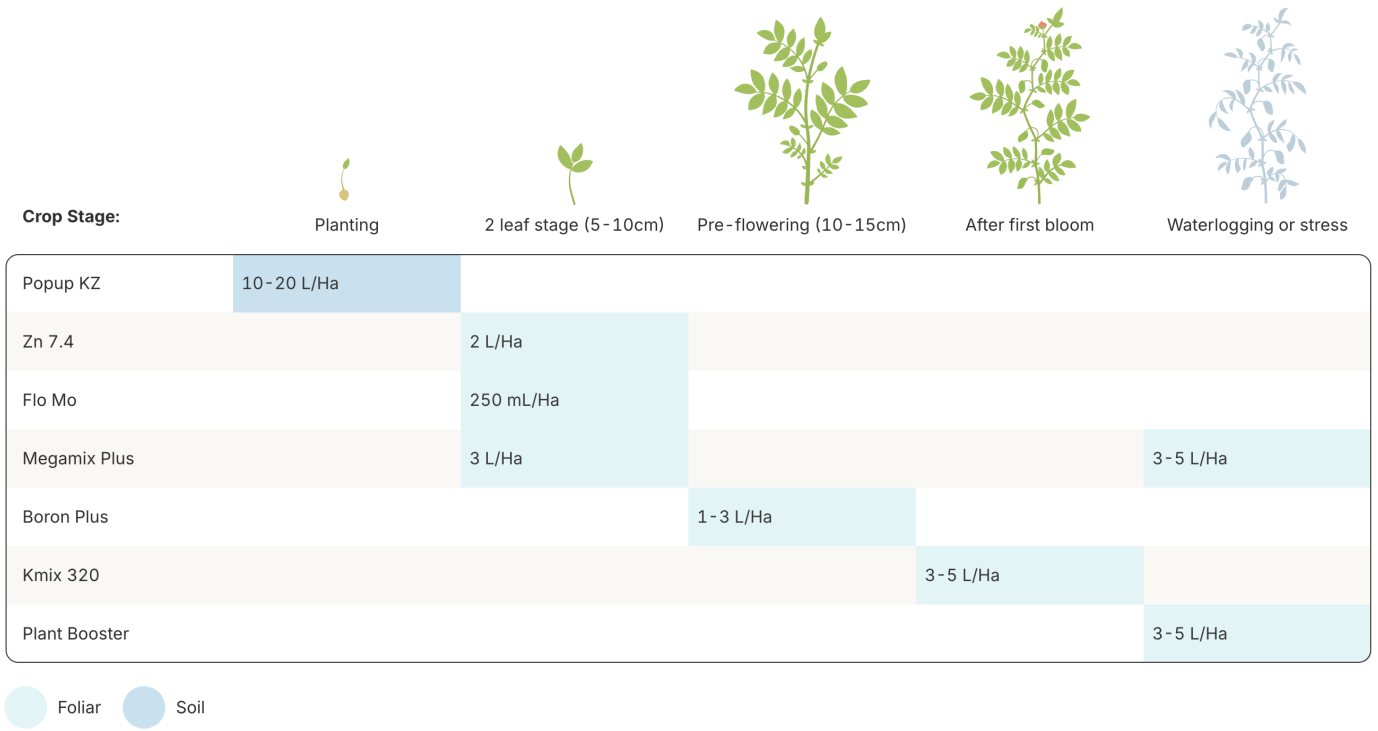 Crop Stage:
Planting
2 leaf stage (5-10cm)
Pre-flowering (10-15cm)
After first bloom
Waterlogging or stress
Popup KZ
10-20 L/Ha
Zn 7.4
2 L/Ha
Flo Mo
250 mL/Ha
Megamix Plus
3 L/Ha
3-5 L/Ha
Boron Plus
1-3 L/Ha
Kmix 320
3-5 L/Ha
Plant Booster
3-5 L/Ha
Foliar
Soil